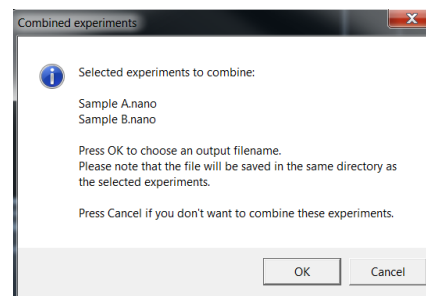 Combined experiments
Selected experiments to combine:
Sample A.nano
Sample B.nano
Press OK to choose an output filename.
Please note that the file will be saved in the same directory as
the selected experiments.
Press Cancel if you don't want to combine these experiments.
OK
Cancel